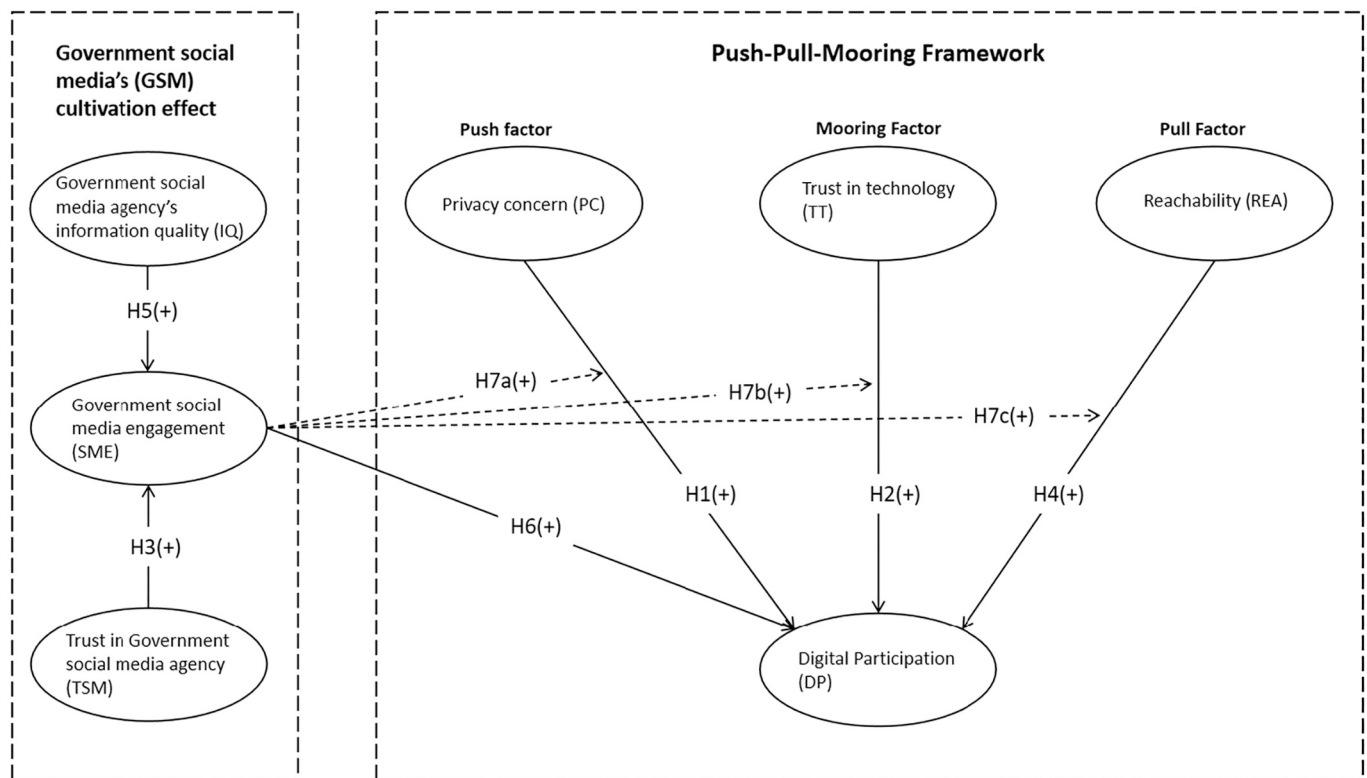 Government social
media's (GSM)
cultivation effect
Government social
media agency's
information quality (IQ)
H5(+)
Government social
media engagement
(SME)
H3(+)
Trust in Government
social media agency
(TSM)
Push-Pull-Mooring Framework
Push factor
Mooring Factor
Pull Factor
Privacy concern (PC)
Trust in technology
(TT)
Reachability (REA)
H7a(+)
H7b(+)
H7c(+)
H1(+)
H2(+)
H4(+)
H6(+)
Digital Participation
(DP)